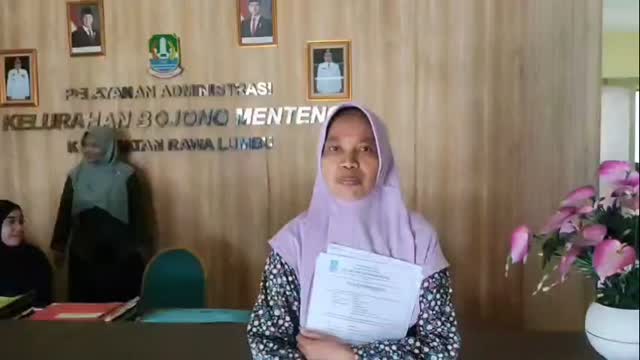 PELAYANAN ADMINISTRASI
KELURAHAN BOJONG MENTENG
KECAMATAN RAWA LUMBU